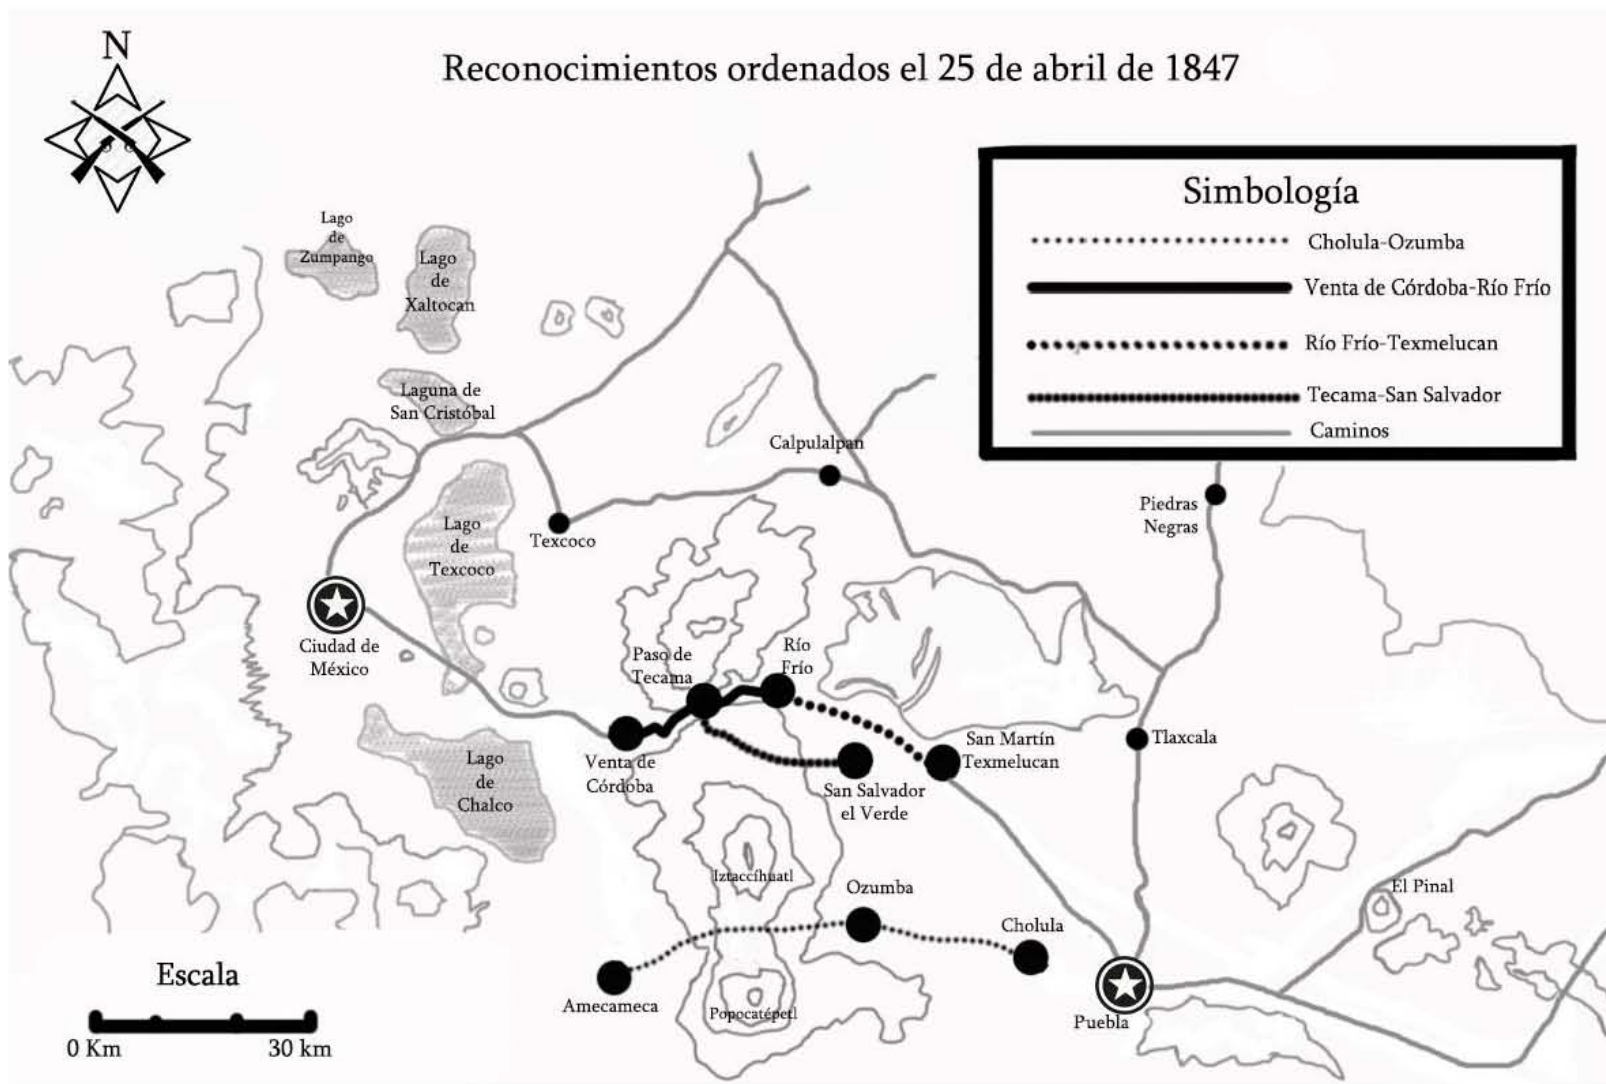 N
Reconocimientos ordenados el 25 de abril de 1847
Simbología
Cholula-Ozumba
Venta de Córdoba-Río Frío
Río Frío-Texmelucan
Tecama-San Salvador
Caminos
Lago
de
Zumpango
Lago
de
Xaltocan
Laguna de
San Cristóbal
Calpulalpan
Piedras
Negras
Lago
de
Texcoco
Texcoco
Ciudad de
México
Paso de
Tecama
Río
Frío
Venta de
Córdoba
San Martín
Texmelucan
Tlaxcala
San Salvador
el Verde
Lago
de
Chalco
Iztaccíhuatl
Ozumba
Cholula
El Pinal
Amecameca
Popocatépetl
Puebla
Escala
0 Km
30 km